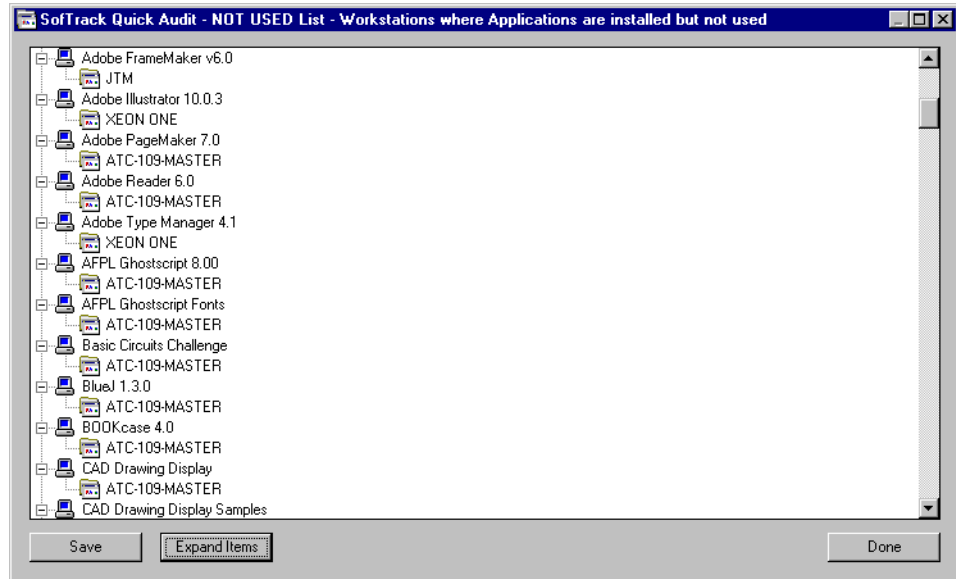 SofTrack Quick Audit - NOT USED List - Workstations where Applications are installed but not used
Adobe FrameMaker v6.0
JTM
Adobe Illustrator 10.0.3
XEON ONE
Adobe PageMaker 7.0
ATC-109-MASTER
Adobe Reader 6.0
ATC-109-MASTER
Adobe Type Manager 4.1
XEON ONE
AFPL Ghostscript 8.00
ATC-109-MASTER
AFPL Ghostscript Fonts
ATC-109-MASTER
Basic Circuits Challenge
ATC-109-MASTER
BlueJ 1.3.0
ATC-109-MASTER
BOOKcase 4.0
ATC-109-MASTER
CAD Drawing Display
ATC-109-MASTER
CAD Drawing Display Samples
Save Expand Items Done